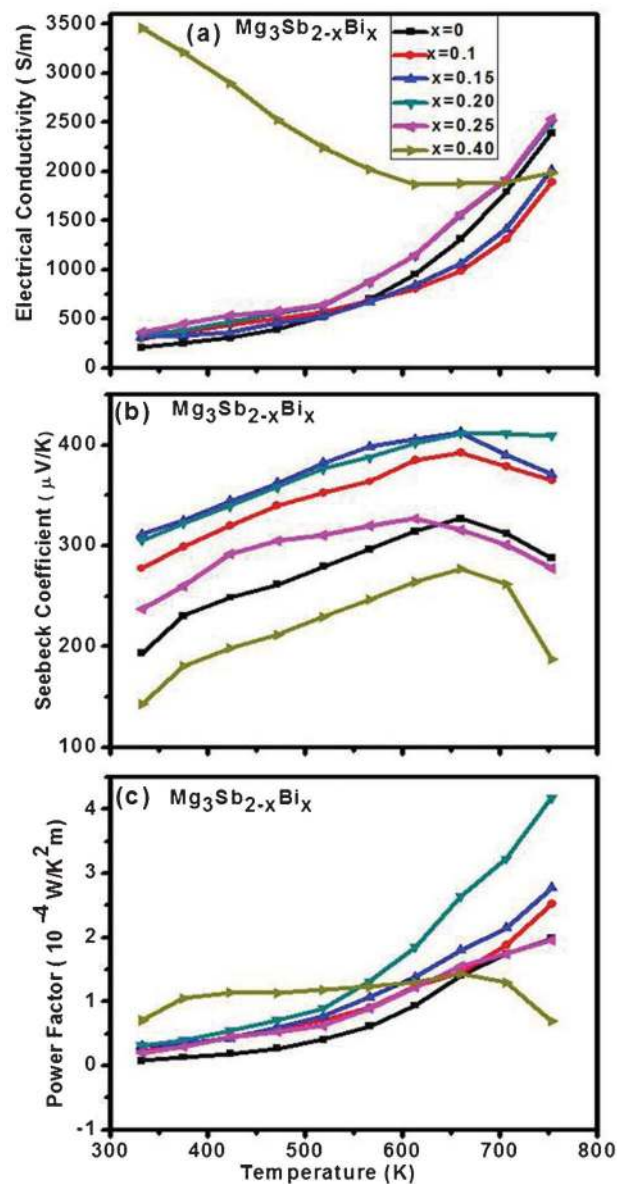 (a) Mg3Sb2-xBix
x=0
x=0.1
x=0.15
x=0.20
x=0.25
x=0.40
Electrical Conductivity ( S/m)
3500
3000
2500
2000
1500
1000
500
0
(b) Mg3Sb2-xBix
Seebeck Coefficient ( μV/K)
400
300
200
100
(c) Mg3Sb2-xBix
Power Factor ( 10 -4 W/K2m)
4
3
2
1
0
-1
300 400 500 600 700 800
Temperature (K)